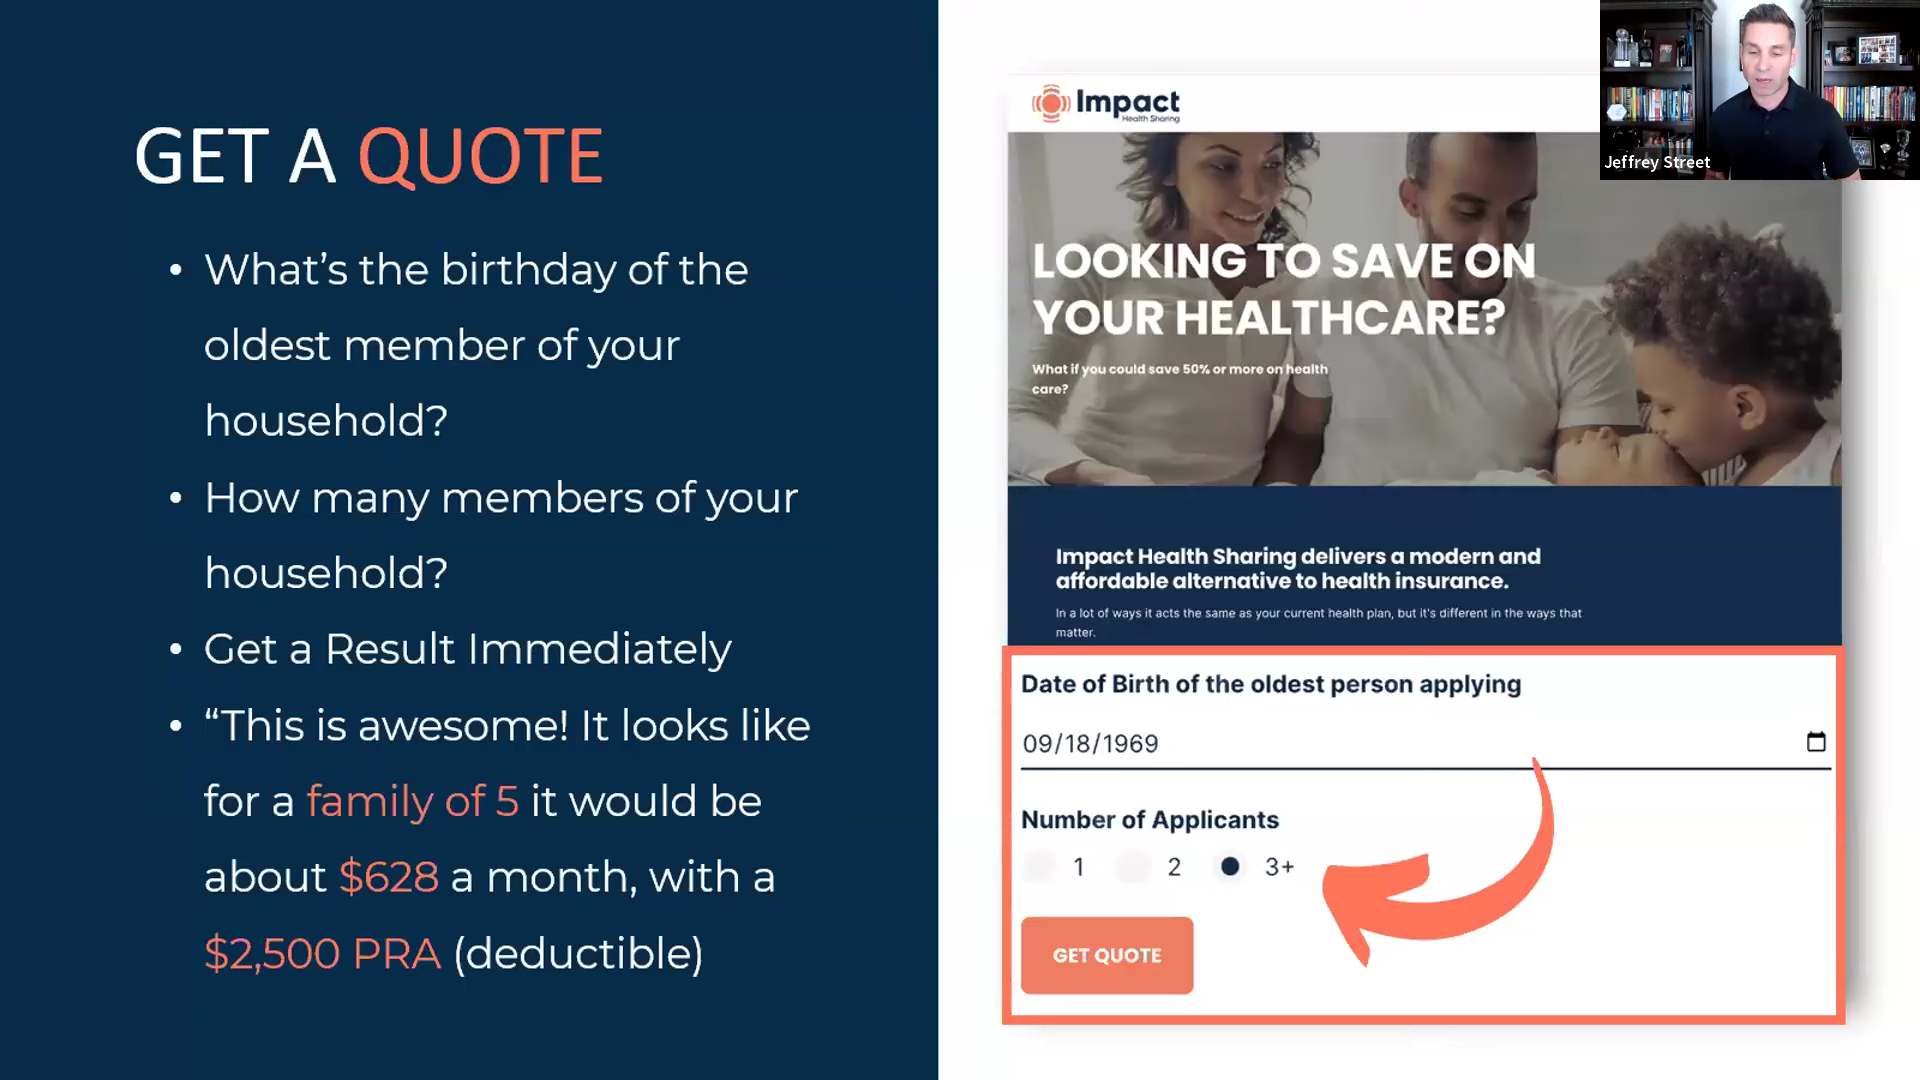 GET A QUOTE
• What’s the birthday of the
oldest member of your
household?
• How many members of your
household?
• Get a Result Immediately
• “This is awesome! It looks like
for a family of 5 it would be
about $628 a month, with a
$2,500 PRA (deductible)
Impact
Health Sharing
LOOKING TO SAVE ON
YOUR HEALTHCARE?
What if you could save 50% or more on health
care?
Impact Health Sharing delivers a modern and
affordable alternative to health insurance.
In a lot of ways it acts the same as your current health plan, but it's different in the ways that
matter.
Date of Birth of the oldest person applying
09/18/1969
Number of Applicants
1 2 3+
GET QUOTE
Jeffrey Street